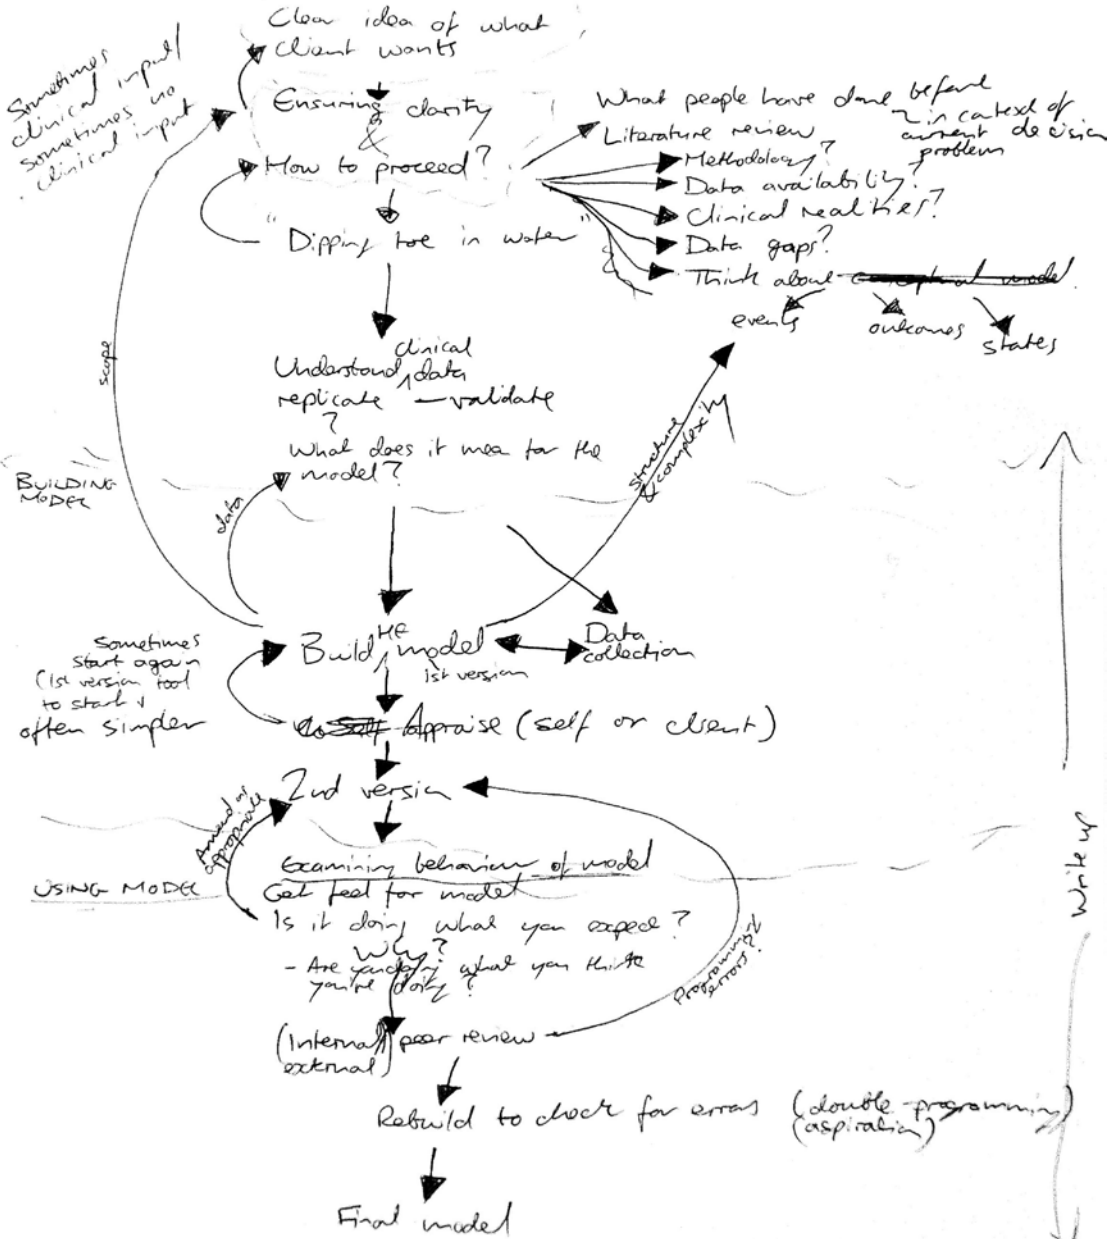 Clear idea of what
client wants
Sometimes
clinical input/
sometimes no
clinical input
Ensuring clarity
&
How to proceed?
"Dipping toe in water"
What people have done before
in context of
current decision
problem
Literature review
Methodology?
Data availability?
Clinical realities?
Data gaps?
Think about
events
outcomes
states
scope
clinical
Understand data
replicate — validate
?
What does it mean for the
model?
structure
& complexity
BUILDING
MODEL
data
HE
Build model
1st version
Data
collection
Sometimes
start again
(1st version tool
to start
often simpler
Appraise (self or client)
2nd version
Amend as
appropriate
Examining behaviour of model
USING MODEL
Get feel for model
Is it doing what you expect?
Why?
- Are you doing what you think
you're doing?
Programming
errors?
Write up
(Internal/
external)
peer review
Rebuild to check for errors (double-programming)
(aspiration)
Final model